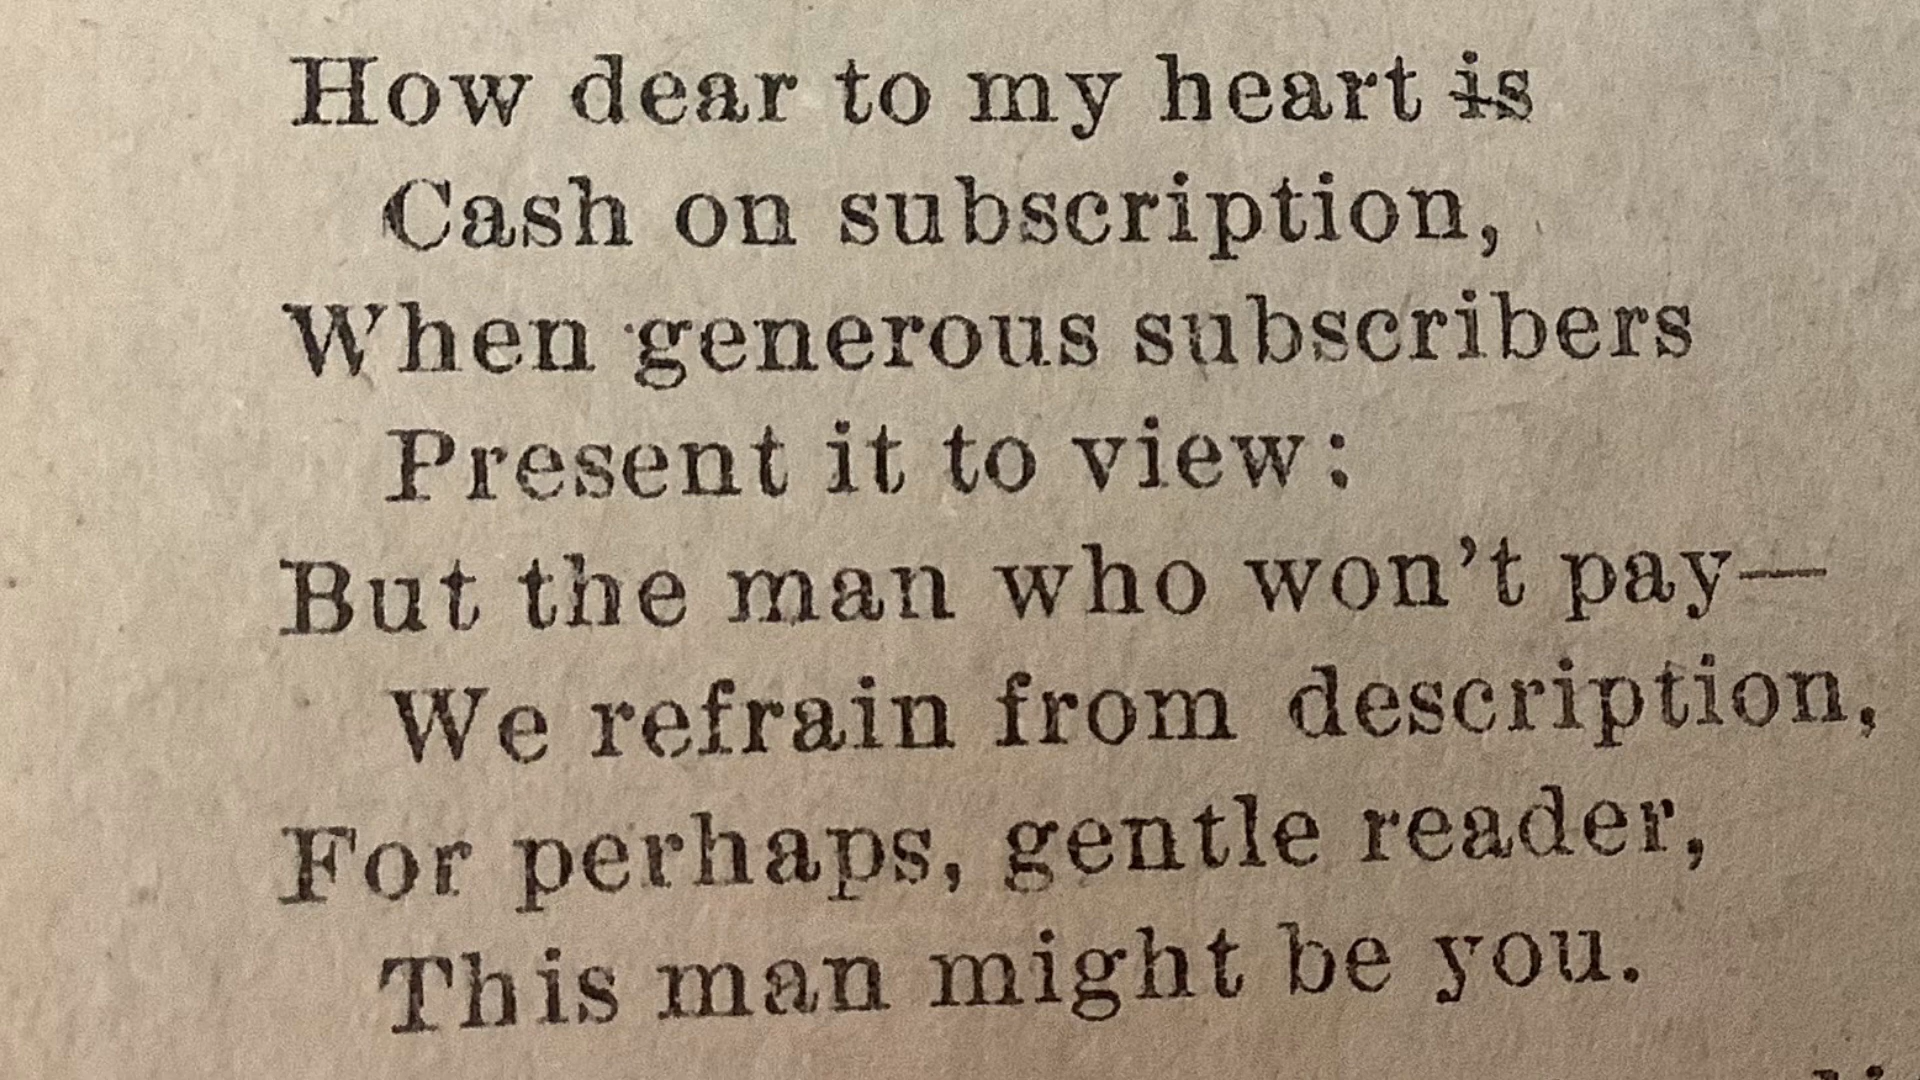 How dear to my heart is
Cash on subscription,
When generous subscribers
Present it to view:
But the man who won’t pay—
We refrain from description,
For perhaps, gentle reader,
This man might be you.